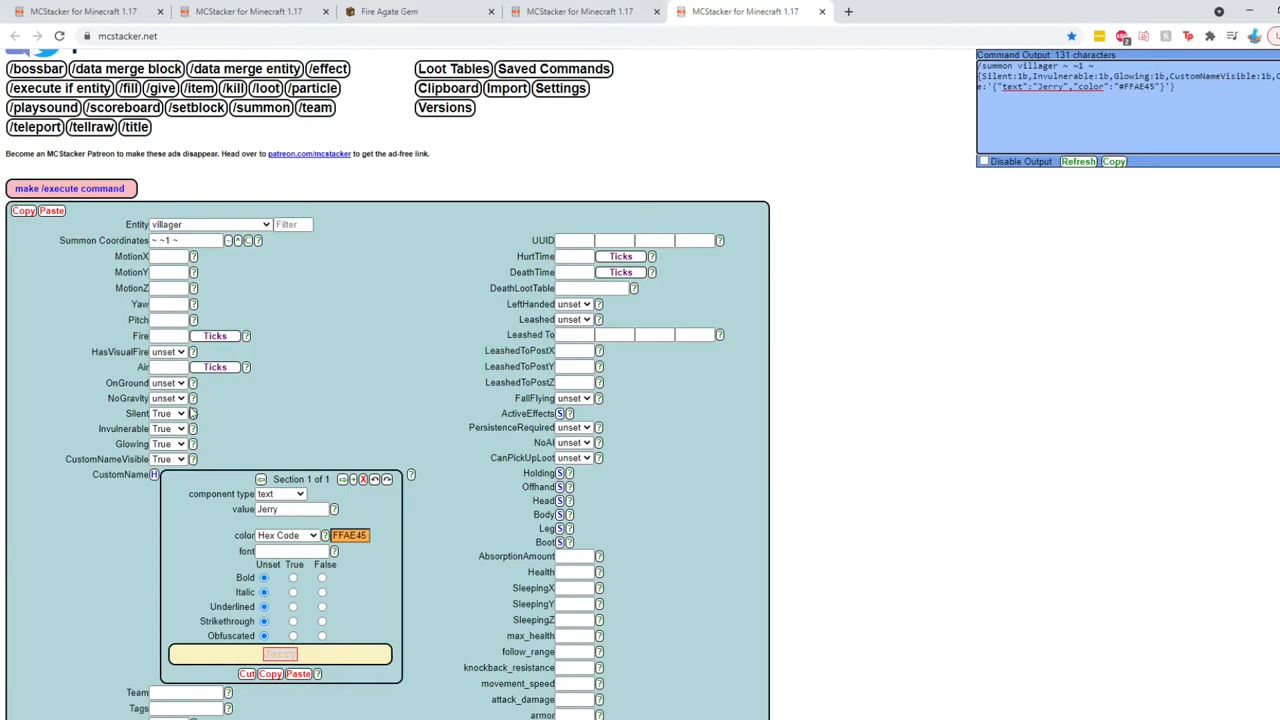 MCStacker for Minecraft 1.17
MCStacker for Minecraft 1.17
Fire Agate Gem
MCStacker for Minecraft 1.17
MCStacker for Minecraft 1.17
mcstacker.net
/bossbar /data merge block /data merge entity /effect
/execute if entity /fill /give /item /kill /loot /particle
/playsound /scoreboard /setblock /summon /team
/teleport /tellraw /title
Loot Tables Saved Commands
Clipboard Import Settings
Versions
Command Output: 131 characters
/summon villager ~ ~1 ~
{Silent:1b,Invulnerable:1b,Glowing:1b,CustomNameVisible:1b,C
e:'{"text":"Jerry","color":"#FFAE45"}'}
Disable Output Refresh Copy
Become an MCStacker Patreon to make these ads disappear. Head over to patreon.com/mcstacker to get the ad-free link.
make /execute command
Copy Paste
Entity villager Filter
Summon Coordinates ~ ~1 ~ ~ ^ C ?
MotionX ?
MotionY ?
MotionZ ?
Yaw ?
Pitch ?
Fire Ticks ?
HasVisualFire unset ?
Air Ticks ?
OnGround unset ?
NoGravity unset ?
Silent True ?
Invulnerable True ?
Glowing True ?
CustomNameVisible True ?
CustomName H
Section 1 of 1 + X ?
component type text
value Jerry ?
color Hex Code ? FFAE45
font ?
Unset True False
Bold
Italic
Underlined
Strikethrough
Obfuscated
Jerry
Cut Copy Paste ?
Team ?
Tags ?
UUID ?
HurtTime Ticks ?
DeathTime Ticks ?
DeathLootTable ?
LeftHanded unset ?
Leashed unset ?
Leashed To ?
LeashedToPostX ?
LeashedToPostY ?
LeashedToPostZ ?
FallFlying unset ?
ActiveEffects S ?
PersistenceRequired unset ?
NoAI unset ?
CanPickUpLoot unset ?
Holding S ?
Offhand S ?
Head S ?
Body S ?
Leg S ?
Boot S ?
AbsorptionAmount ?
Health ?
SleepingX ?
SleepingY ?
SleepingZ ?
max_health ?
follow_range ?
knockback_resistance ?
movement_speed ?
attack_damage ?
armor ?